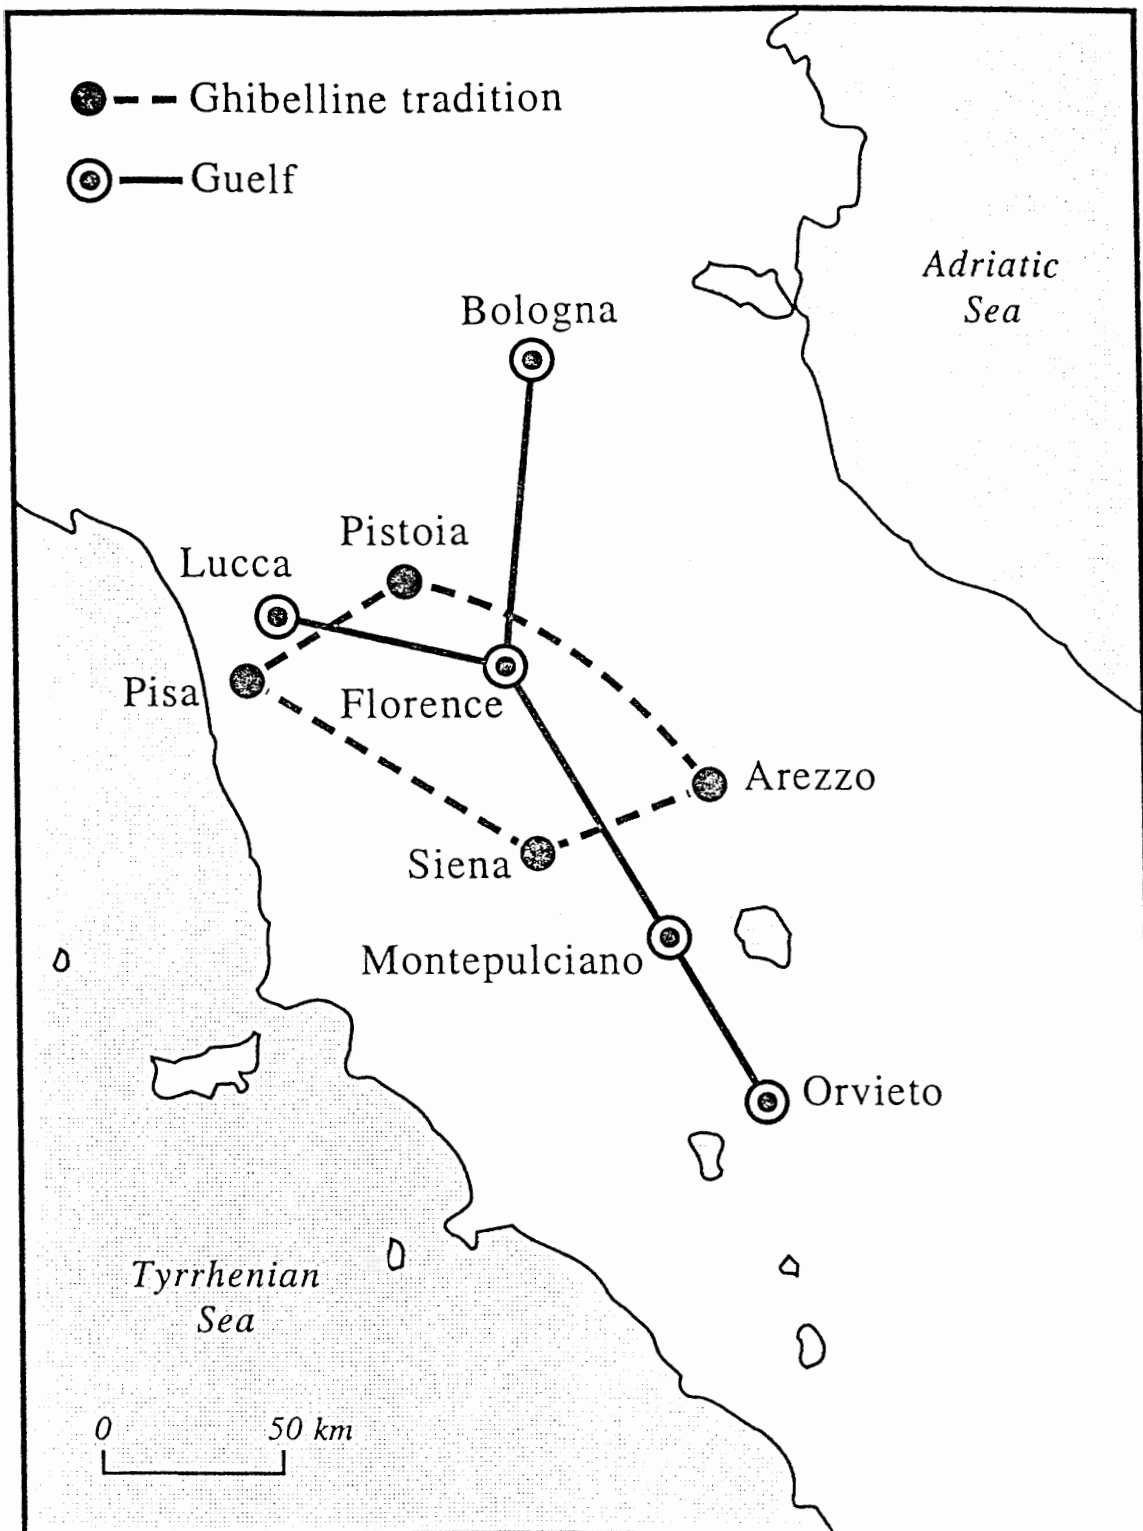 Ghibelline tradition
Guelf
Adriatic
Sea
Bologna
Pistoia
Lucca
Pisa
Florence
Arezzo
Siena
Montepulciano
Orvieto
Tyrrhenian
Sea
0 50 km